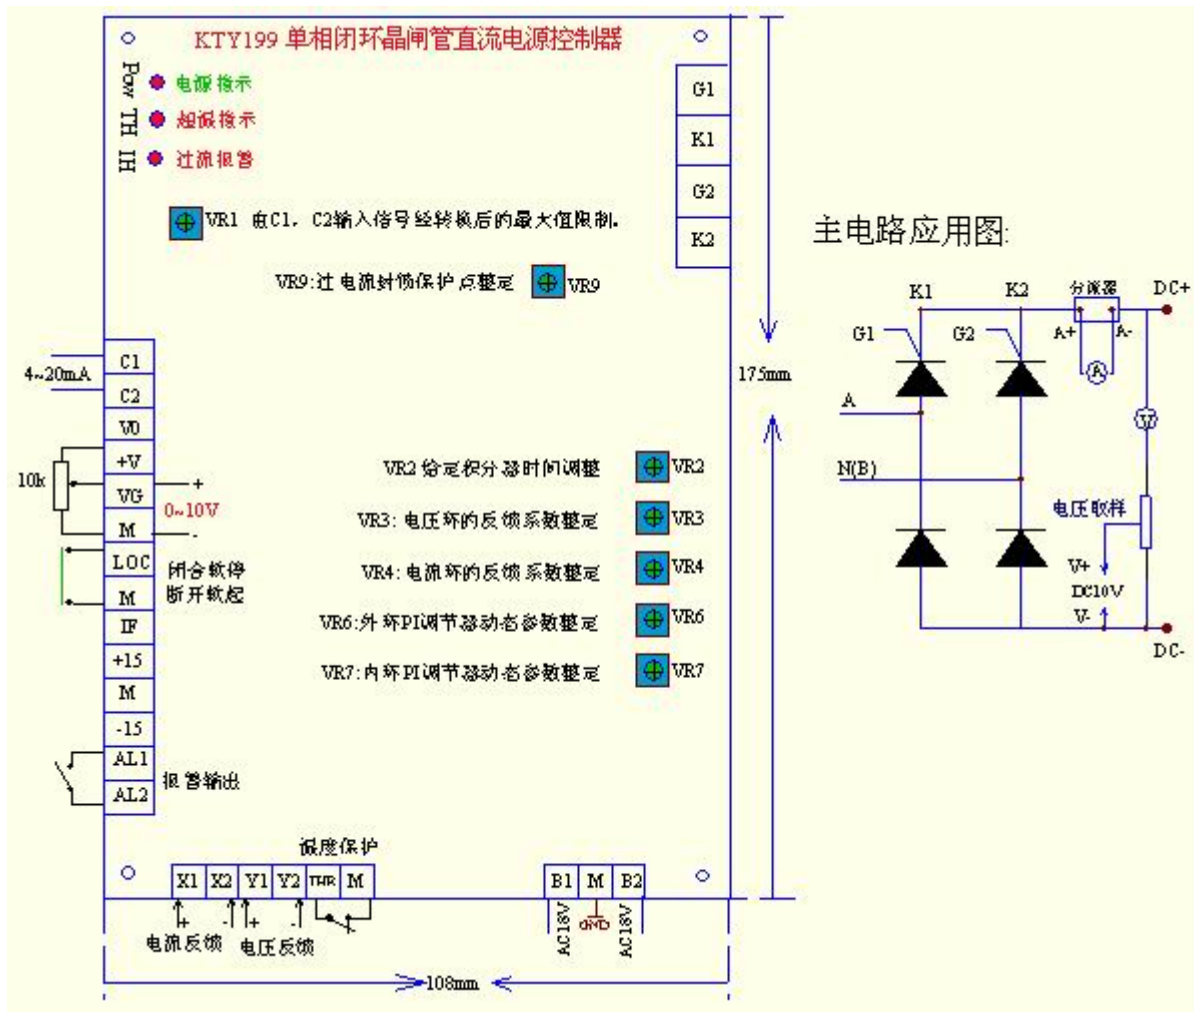 KTY199 单相闭环晶闸管直流电源控制器
Pow 电源指示
TH 超温指示
IH 过流报警
G1
K1
G2
K2
VR1 由C1, C2输入信号经转换后的最大值限制.
VR9:过电流封锁保护点整定 VR9
C1
4~20mA
C2
V0
+V
10k
VG
+
0~10V
M
-
LOC
闭合软停
断开软起
M
IF
+15
M
-15
AL1
报警输出
AL2
VR2 给定积分器时间调整 VR2
VR3: 电压环的反馈系数整定 VR3
VR4: 电流环的反馈系数整定 VR4
VR6:外环PI调节器动态参数整定 VR6
VR7:内环PI调节器动态参数整定 VR7
175mm
温度保护
X1 X2 Y1 Y2 THR M
+ - + -
电流反馈 电压反馈
B1 M B2
AC18V GND AC18V
108mm
主电路应用图:
K1 K2 分流器 DC+
G1 G2 A+ A-
A
A
V
N(B)
电压取样
V+
DC10V
V-
DC-